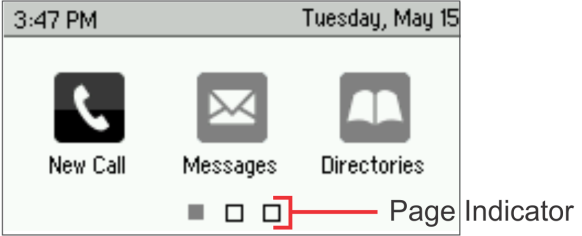 3:47 PM Tuesday, May 15
New Call Messages Directories
Page Indicator